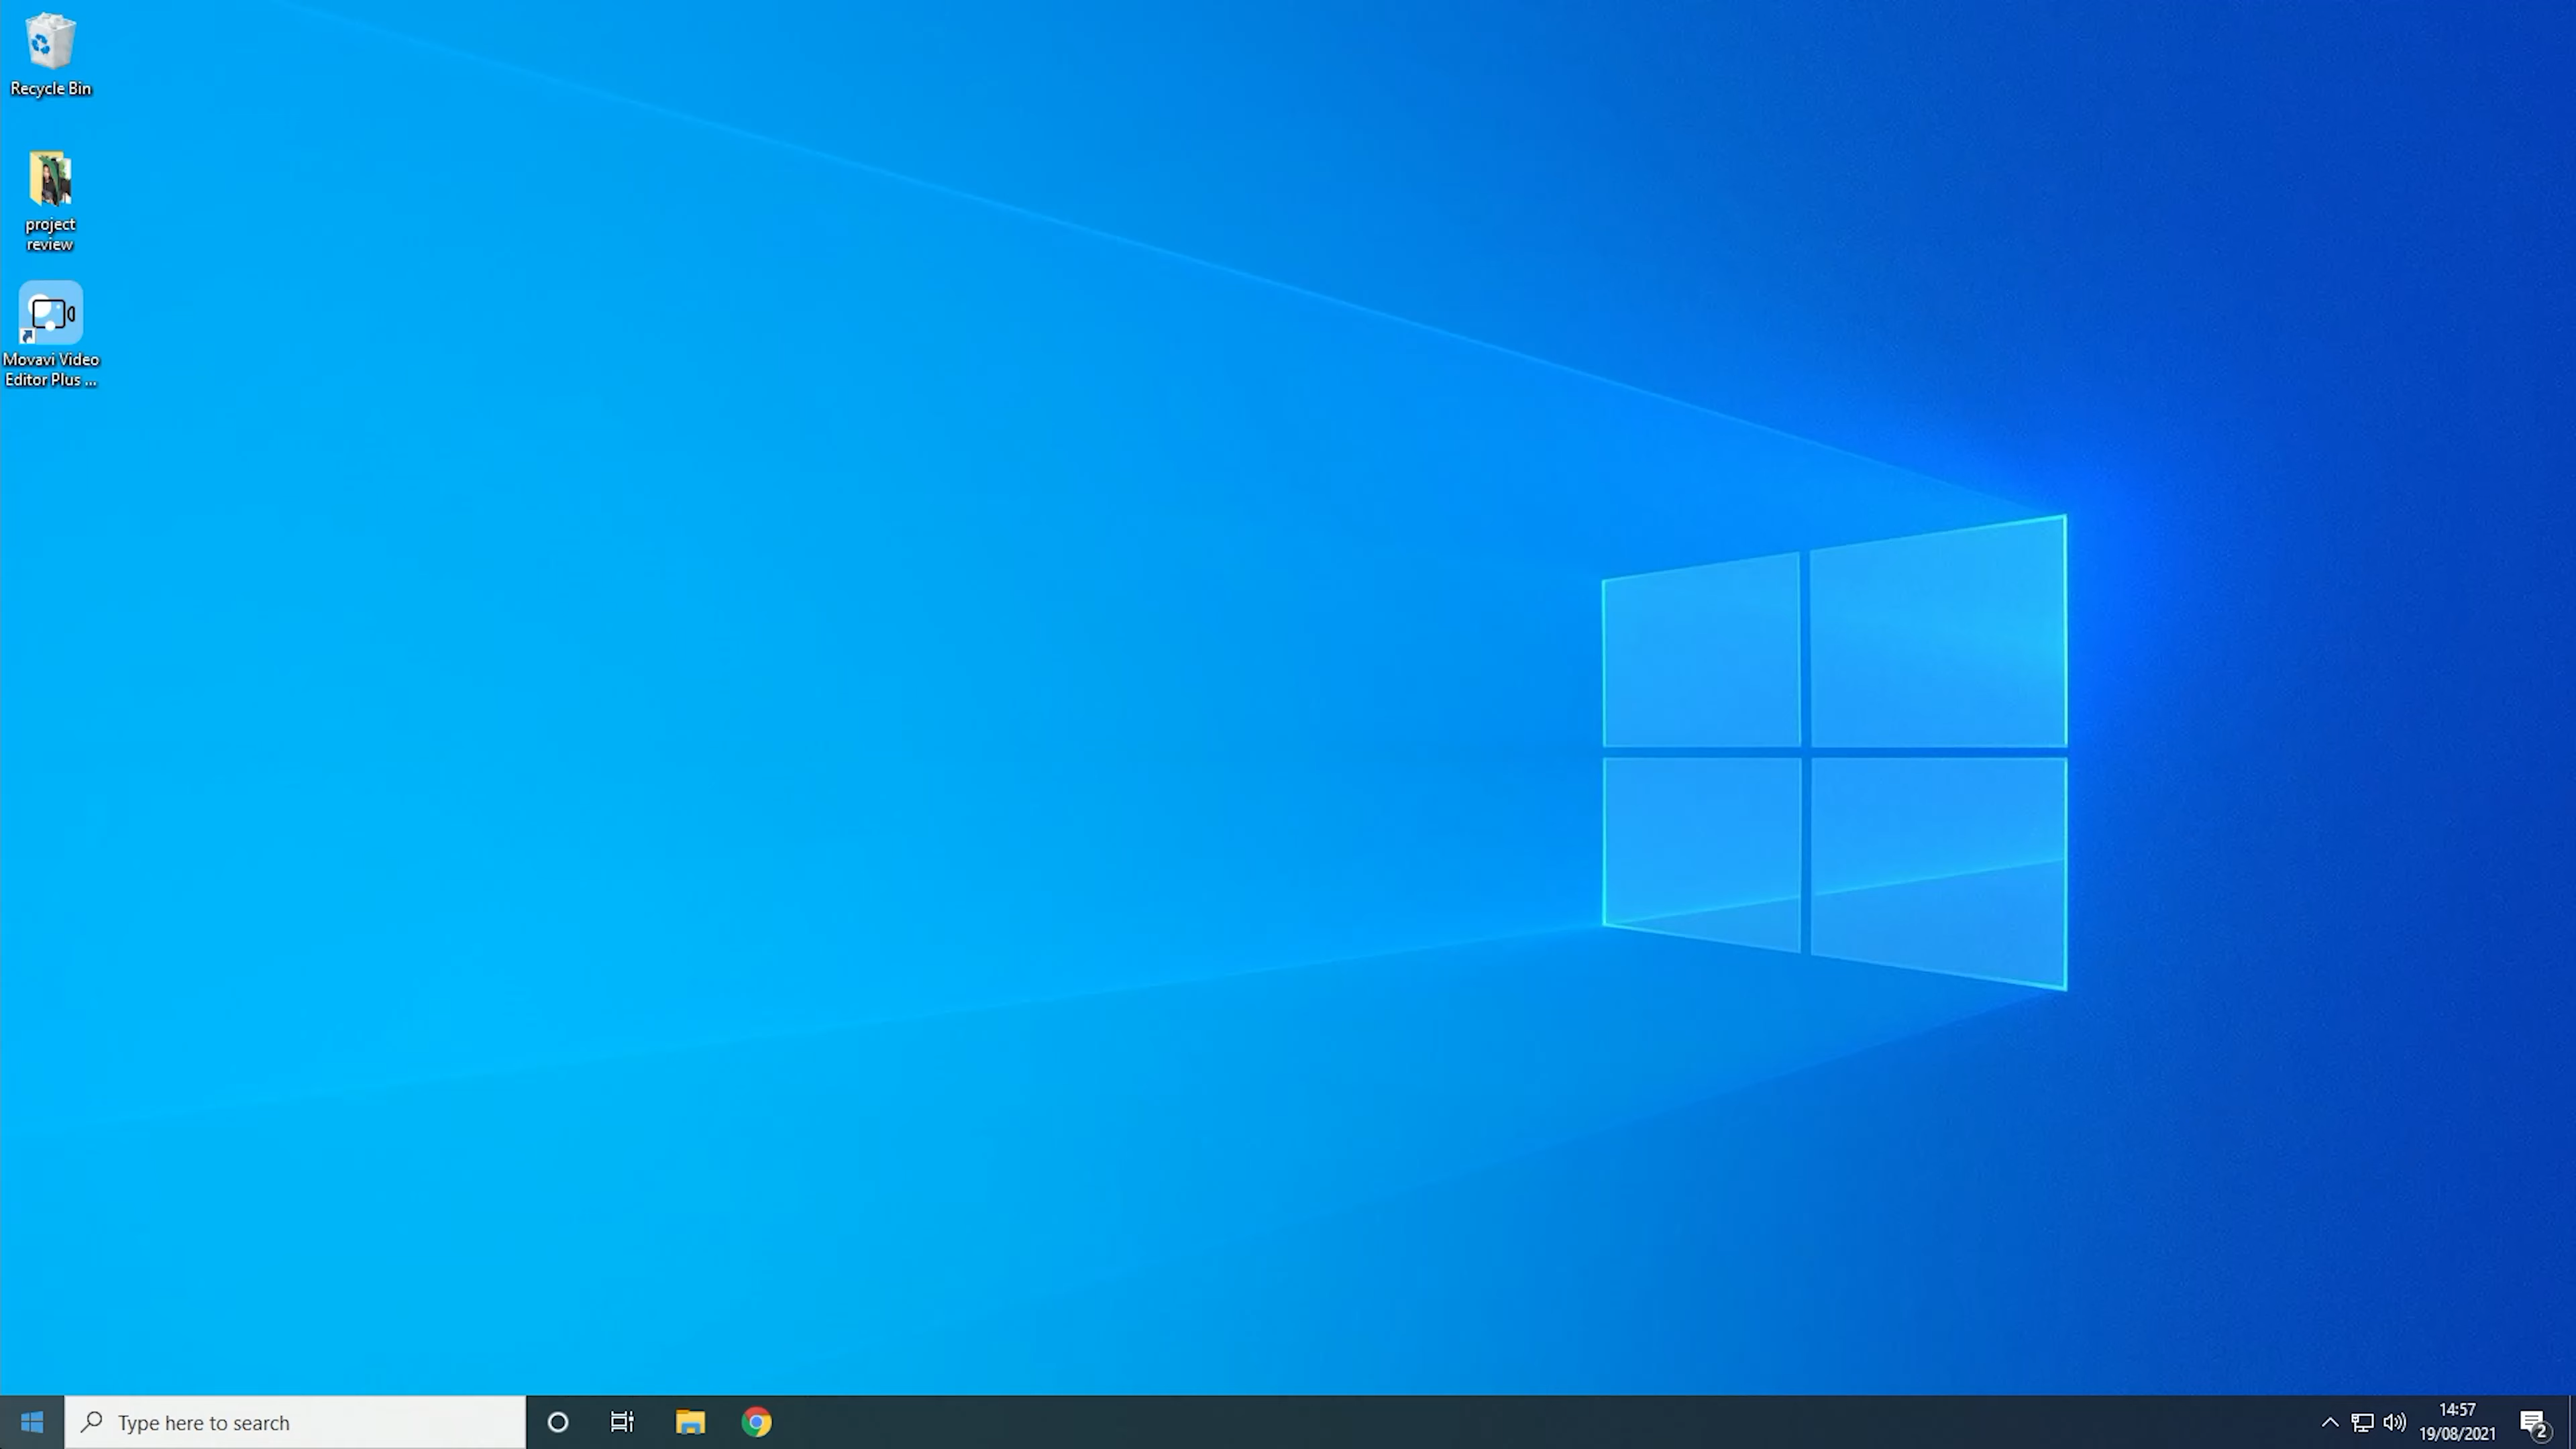 Recycle Bin
project
review
Movavi Video
Editor Plus ...
Type here to search
14:57
19/08/2021
2